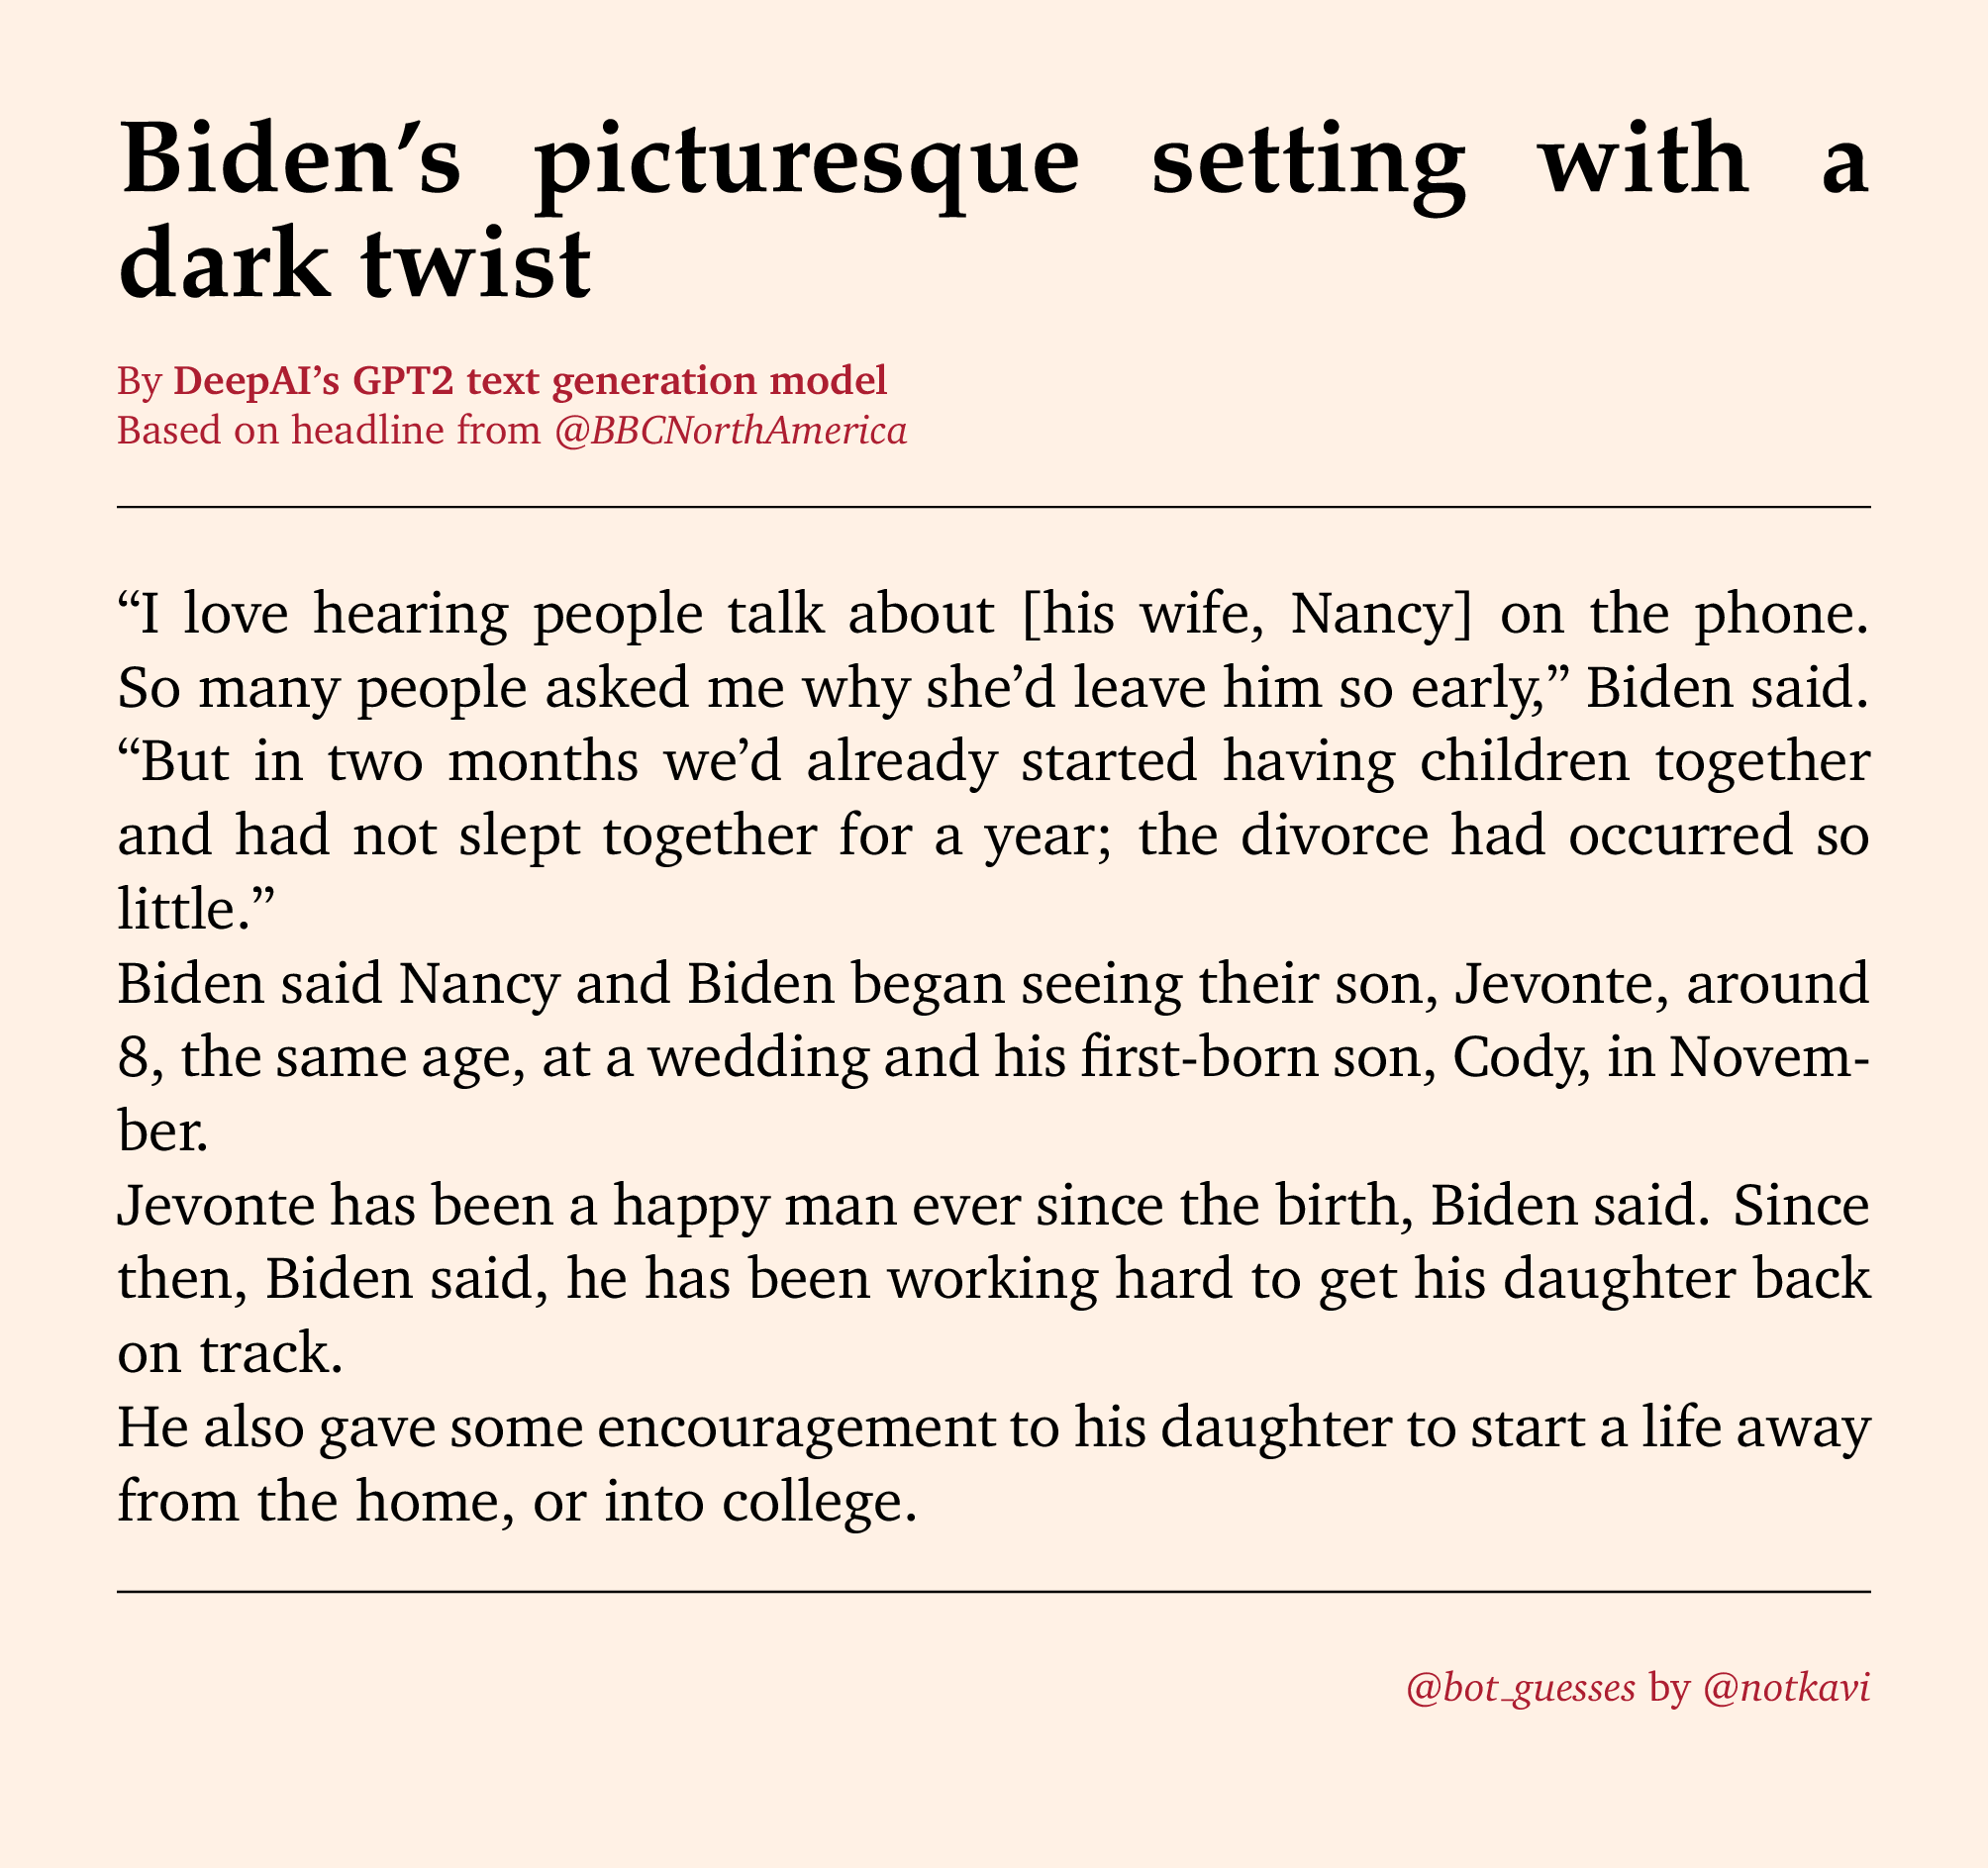 Biden’s picturesque setting with a
dark twist
By DeepAI’s GPT2 text generation model
Based on headline from @BBCNorthAmerica
“I love hearing people talk about [his wife, Nancy] on the phone.
So many people asked me why she’d leave him so early,” Biden said.
“But in two months we’d already started having children together
and had not slept together for a year; the divorce had occurred so
little.”
Biden said Nancy and Biden began seeing their son, Jevonte, around
8, the same age, at a wedding and his first-born son, Cody, in Novem-
ber.
Jevonte has been a happy man ever since the birth, Biden said. Since
then, Biden said, he has been working hard to get his daughter back
on track.
He also gave some encouragement to his daughter to start a life away
from the home, or into college.
@bot_guesses by @notkavi